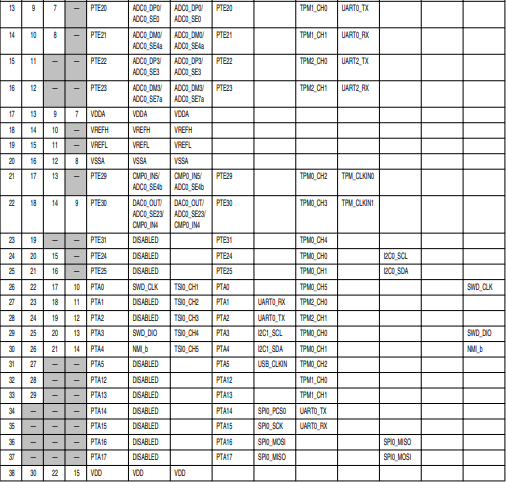 13 9 7 — PTE20 ADC0_DP0/ADC0_SE0 ADC0_DP0/ADC0_SE0 PTE20 TPM1_CH0 UART0_TX
14 10 8 — PTE21 ADC0_DM0/ADC0_SE4a ADC0_DM0/ADC0_SE4a PTE21 TPM1_CH1 UART0_RX
15 11 — — PTE22 ADC0_DP3/ADC0_SE3 ADC0_DP3/ADC0_SE3 PTE22 TPM2_CH0 UART2_TX
16 12 — — PTE23 ADC0_DM3/ADC0_SE7a ADC0_DM3/ADC0_SE7a PTE23 TPM2_CH1 UART2_RX
17 13 9 7 VDDA VDDA VDDA
18 14 10 — VREFH VREFH VREFH
19 15 11 — VREFL VREFL VREFL
20 16 12 8 VSSA VSSA VSSA
21 17 13 — PTE29 CMP0_IN5/ADC0_SE4b CMP0_IN5/ADC0_SE4b PTE29 TPM0_CH2 TPM_CLKIN0
22 18 14 9 PTE30 DAC0_OUT/ADC0_SE23/CMP0_IN4 DAC0_OUT/ADC0_SE23/CMP0_IN4 PTE30 TPM0_CH3 TPM_CLKIN1
23 19 — — PTE31 DISABLED PTE31 TPM0_CH4
24 20 15 — PTE24 DISABLED PTE24 TPM0_CH0 I2C0_SCL
25 21 16 — PTE25 DISABLED PTE25 TPM0_CH1 I2C0_SDA
26 22 17 10 PTA0 SWD_CLK TSI0_CH1 PTA0 TPM0_CH5 SWD_CLK
27 23 18 11 PTA1 DISABLED TSI0_CH2 PTA1 UART0_RX TPM2_CH0
28 24 19 12 PTA2 DISABLED TSI0_CH3 PTA2 UART0_TX TPM2_CH1
29 25 20 13 PTA3 SWD_DIO TSI0_CH4 PTA3 I2C1_SCL TPM0_CH0 SWD_DIO
30 26 21 14 PTA4 NMI_b TSI0_CH5 PTA4 I2C1_SDA TPM0_CH1 NMI_b
31 27 — — PTA5 DISABLED PTA5 USB_CLKIN TPM0_CH2
32 28 — — PTA12 DISABLED PTA12 TPM1_CH0
33 29 — — PTA13 DISABLED PTA13 TPM1_CH1
34 — — — PTA14 DISABLED PTA14 SPI0_PCS0 UART0_TX
35 — — — PTA15 DISABLED PTA15 SPI0_SCK UART0_RX
36 — — — PTA16 DISABLED PTA16 SPI0_MOSI SPI0_MISO
37 — — — PTA17 DISABLED PTA17 SPI0_MISO SPI0_MOSI
38 30 22 15 VDD VDD VDD